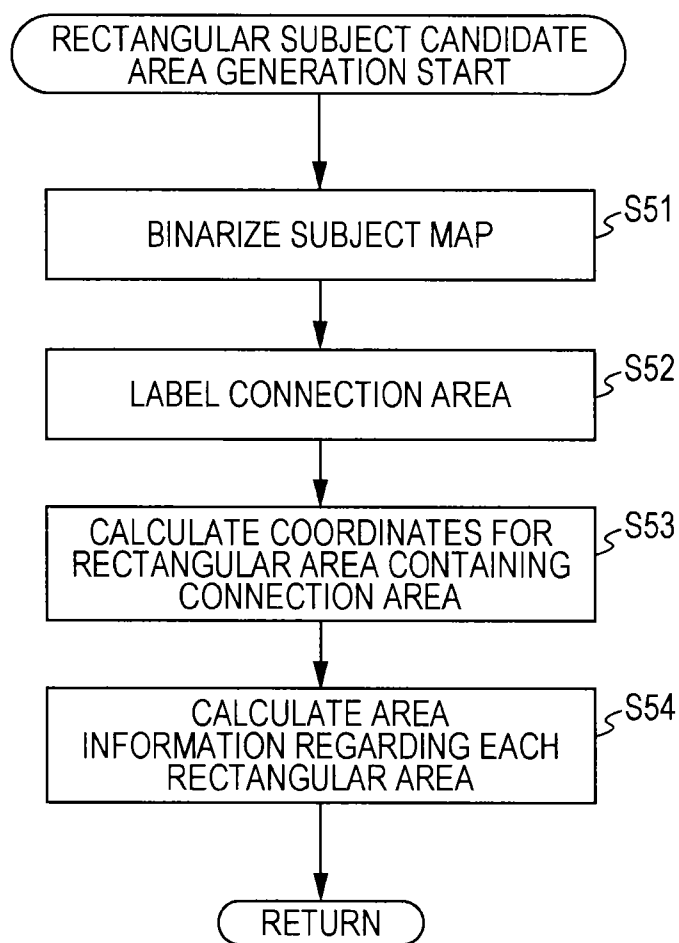 RECTANGULAR SUBJECT CANDIDATE
AREA GENERATION START
BINARIZE SUBJECT MAP
S51
LABEL CONNECTION AREA
S52
CALCULATE COORDINATES FOR
RECTANGULAR AREA CONTAINING
CONNECTION AREA
S53
CALCULATE AREA
INFORMATION REGARDING EACH
RECTANGULAR AREA
S54
RETURN